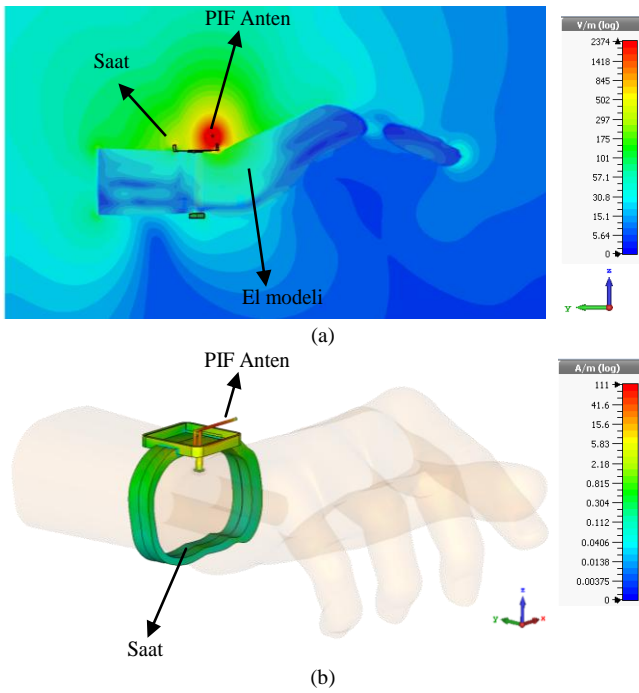 PIF Anten
Saat
El modeli
V/m (log)
2374
1418
845
502
297
175
101
57.1
30.8
15.1
5.64
0
z
Y
(a)
PIF Anten
Saat
A/m (log)
111
41.6
15.6
5.83
2.18
0.815
0.304
0.112
0.0406
0.0138
0.00375
0
z
y
x
(b)